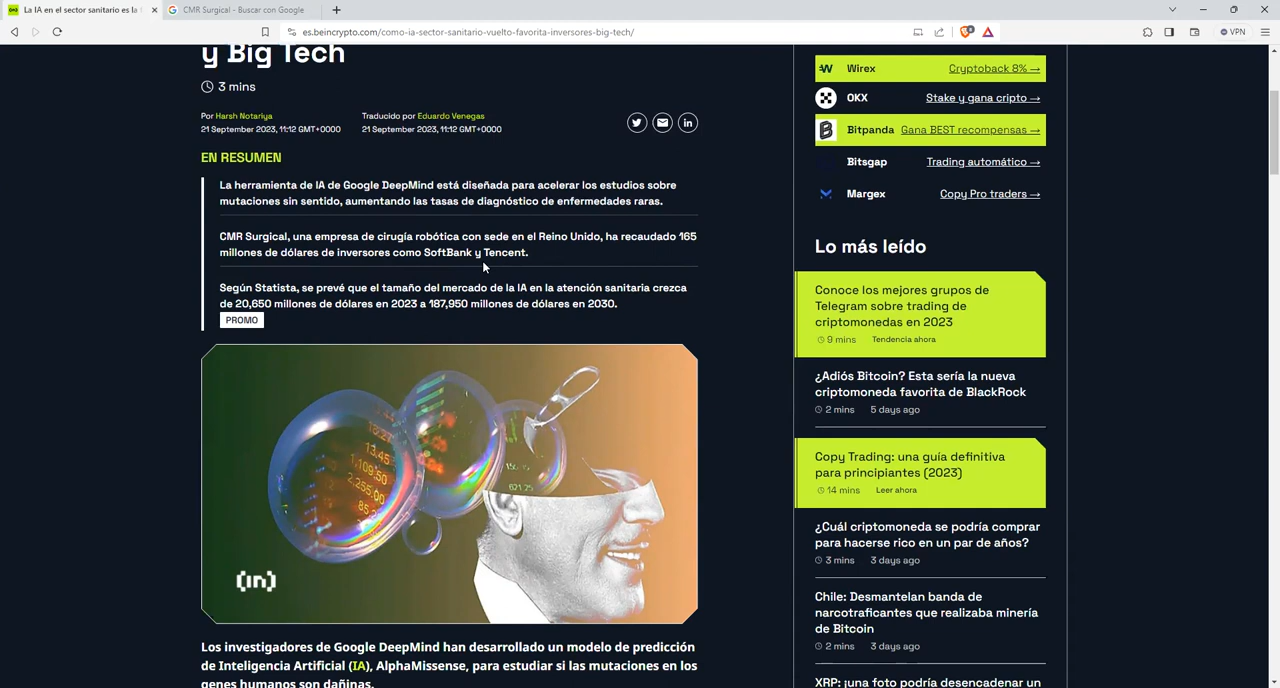 La IA en el sector sanitario es la
CMR Surgical - Buscar con Google
es.beincrypto.com/como-ia-sector-sanitario-vuelto-favorita-inversores-big-tech/
VPN
y Big Tech
3 mins
Por Harsh Notariya
21 September 2023, 11:12 GMT+0000
Traducido por Eduardo Venegas
21 September 2023, 11:12 GMT+0000
EN RESUMEN
La herramienta de IA de Google DeepMind está diseñada para acelerar los estudios sobre
mutaciones sin sentido, aumentando las tasas de diagnóstico de enfermedades raras.
CMR Surgical, una empresa de cirugía robótica con sede en el Reino Unido, ha recaudado 165
millones de dólares de inversores como SoftBank y Tencent.
Según Statista, se prevé que el tamaño del mercado de la IA en la atención sanitaria crezca
de 20,650 millones de dólares en 2023 a 187,950 millones de dólares en 2030.
PROMO
13.45
1,109.50
2,255.00
621.25
(in)
Los investigadores de Google DeepMind han desarrollado un modelo de predicción
de Inteligencia Artificial (IA), AlphaMissense, para estudiar si las mutaciones en los
genes humanos son dañinas.
Wirex Cryptoback 8% →
OKX Stake y gana cripto →
Bitpanda Gana BEST recompensas →
Bitsgap Trading automático →
Margex Copy Pro traders →
Lo más leído
Conoce los mejores grupos de
Telegram sobre trading de
criptomonedas en 2023
9 mins Tendencia ahora
¿Adiós Bitcoin? Esta sería la nueva
criptomoneda favorita de BlackRock
2 mins 5 days ago
Copy Trading: una guía definitiva
para principiantes (2023)
14 mins Leer ahora
¿Cuál criptomoneda se podría comprar
para hacerse rico en un par de años?
3 mins 3 days ago
Chile: Desmantelan banda de
narcotraficantes que realizaba minería
de Bitcoin
2 mins 3 days ago
XRP: ¡una foto podría desencadenar un